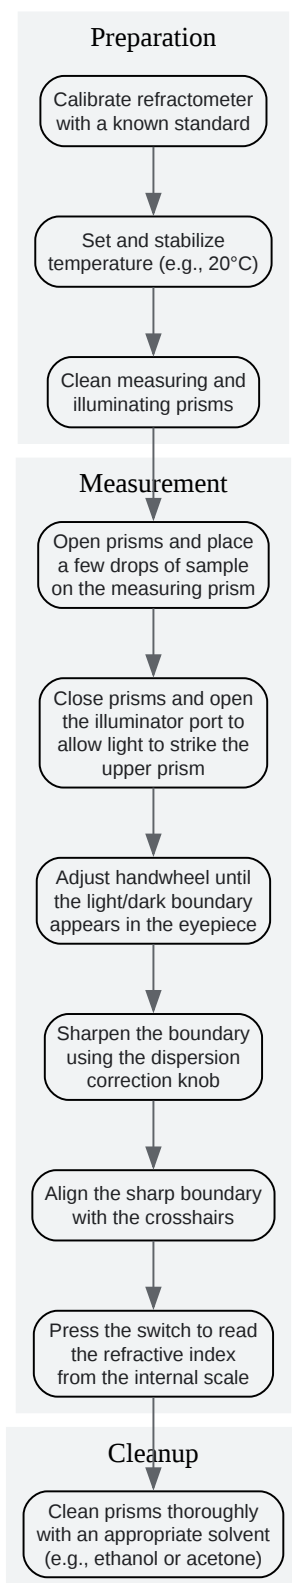 Preparation
Calibrate refractometer
with a known standard
Set and stabilize
temperature (e.g., 20°C)
Clean measuring and
illuminating prisms
Measurement
Open prisms and place
a few drops of sample
on the measuring prism
Close prisms and open
the illuminator port to
allow light to strike the
upper prism
Adjust handwheel until
the light/dark boundary
appears in the eyepiece
Sharpen the boundary
using the dispersion
correction knob
Align the sharp boundary
with the crosshairs
Press the switch to read
the refractive index
from the internal scale
Cleanup
Clean prisms thoroughly
with an appropriate solvent
(e.g., ethanol or acetone)